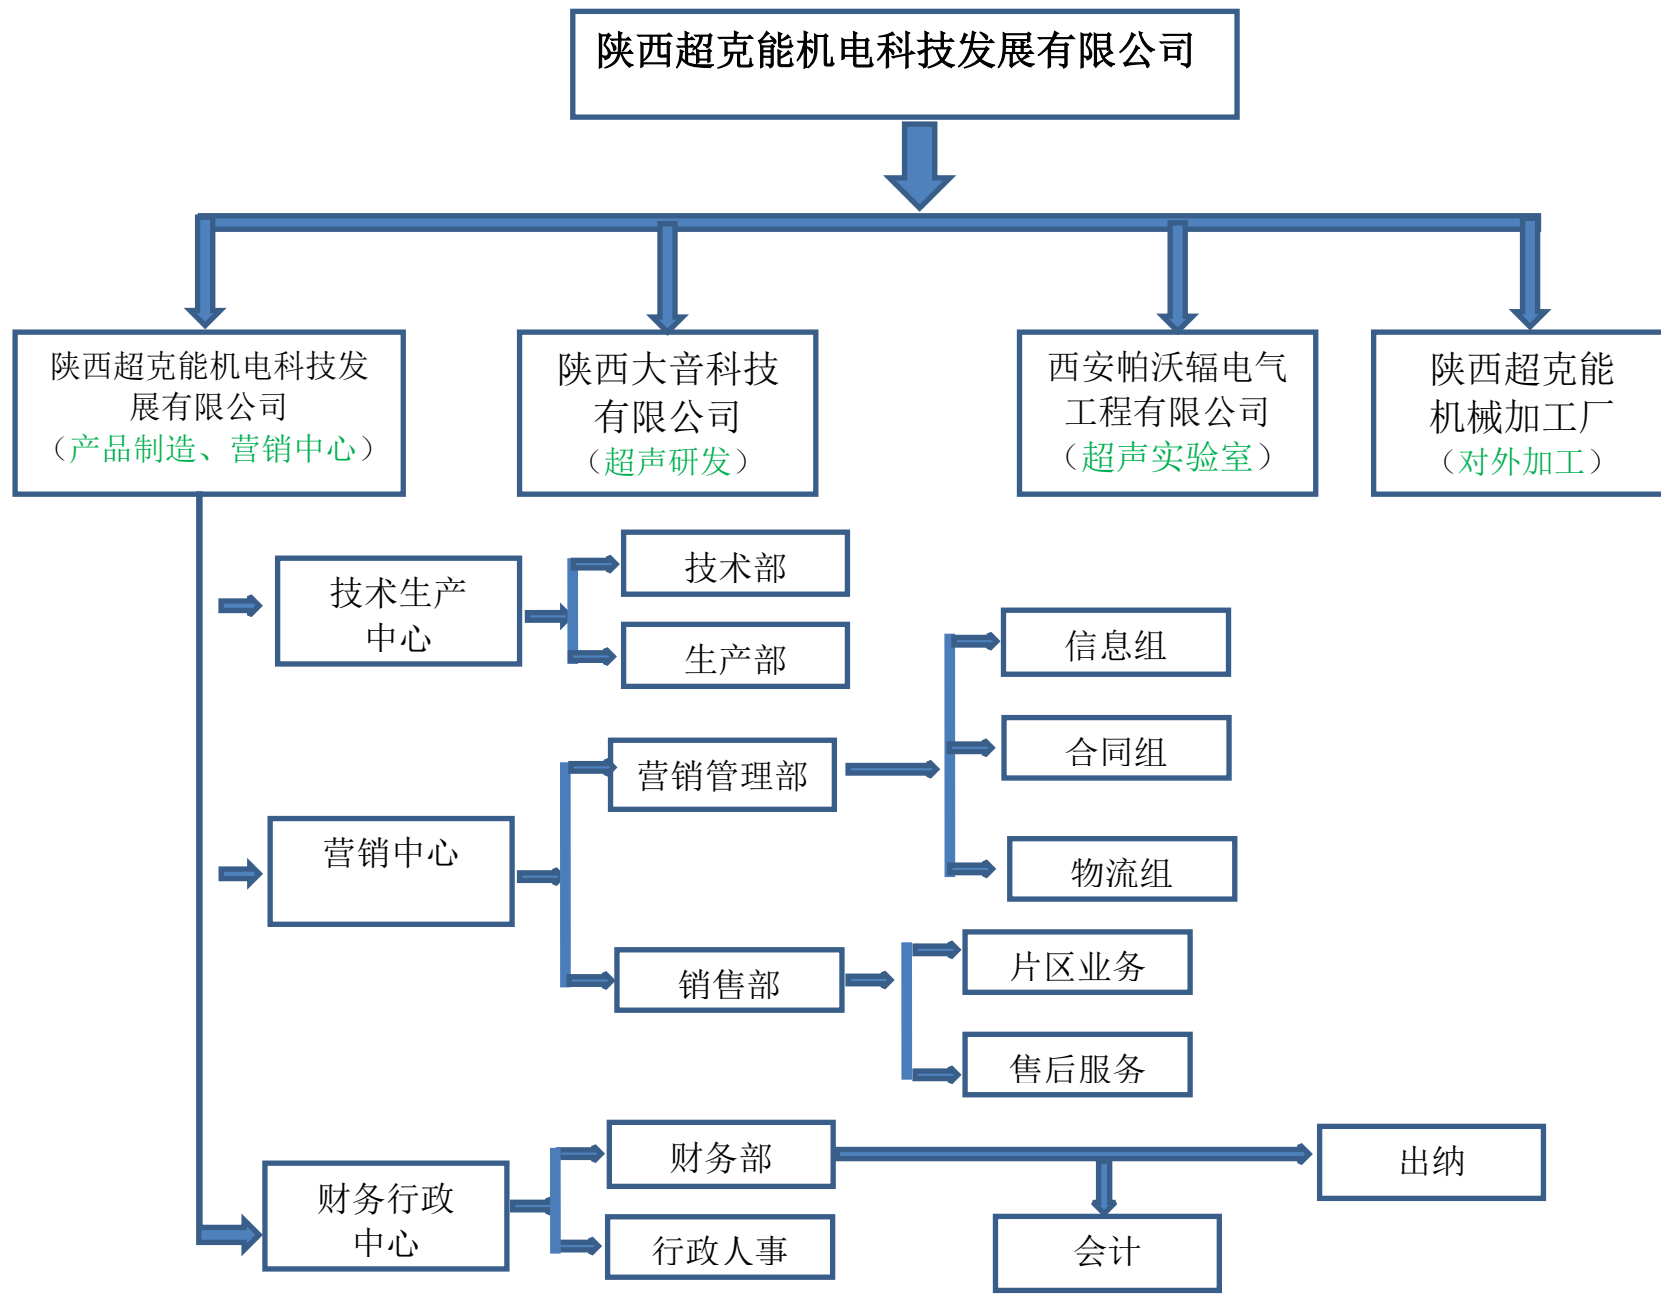 陕西超克能机电科技发展有限公司
陕西超克能机电科技发
展有限公司
（产品制造、营销中心）
陕西大音科技
有限公司
（超声研发）
西安帕沃辐电气
工程有限公司
（超声实验室）
陕西超克能
机械加工厂
（对外加工）
技术生产
中心
技术部
生产部
营销中心
营销管理部
信息组
合同组
物流组
销售部
片区业务
售后服务
财务行政
中心
财务部
出纳
会计
行政人事